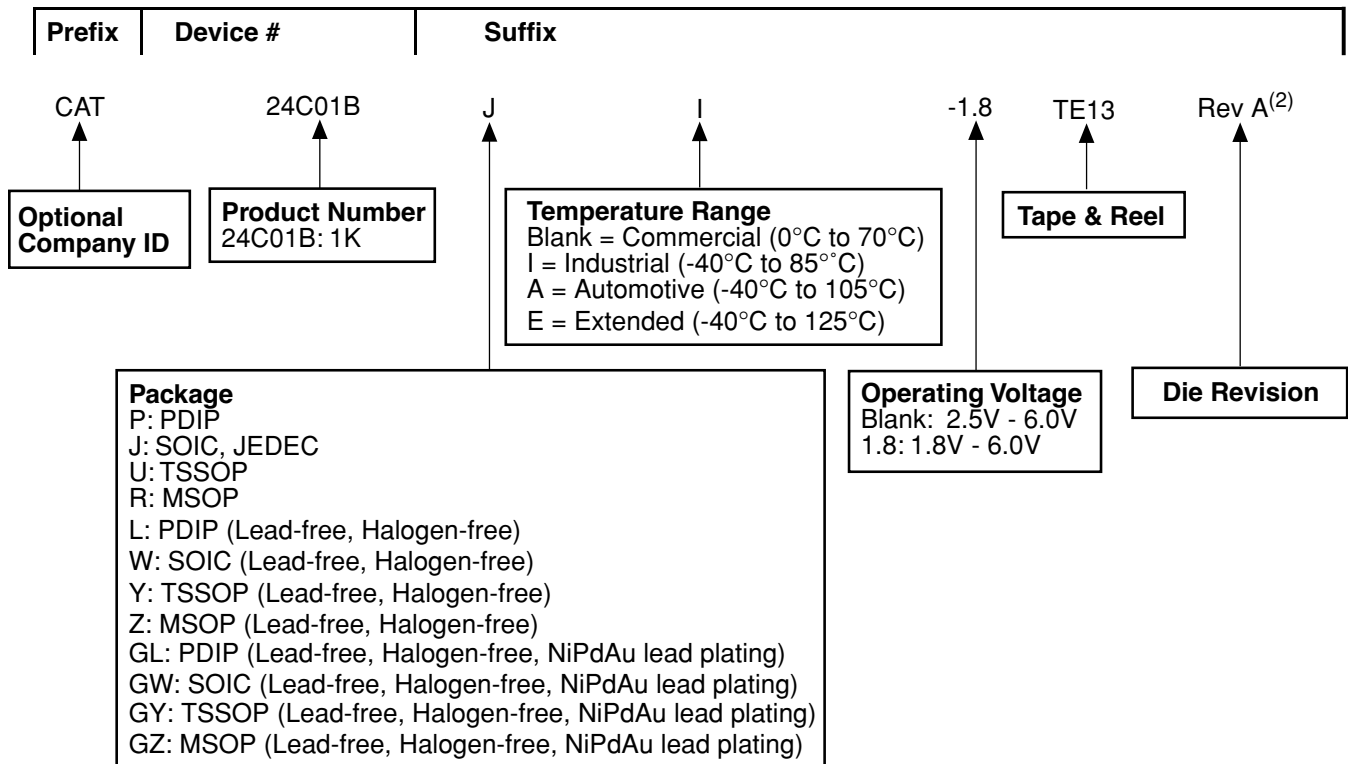 Prefix Device # Suffix
CAT 24C01B J I -1.8 TE13 Rev A(2)
Optional
Company ID
Product Number
24C01B: 1K
Temperature Range
Blank = Commercial (0°C to 70°C)
I = Industrial (-40°C to 85°˚C)
A = Automotive (-40°C to 105°C)
E = Extended (-40°C to 125°C)
Tape & Reel
Package
P: PDIP
J: SOIC, JEDEC
U: TSSOP
R: MSOP
L: PDIP (Lead-free, Halogen-free)
W: SOIC (Lead-free, Halogen-free)
Y: TSSOP (Lead-free, Halogen-free)
Z: MSOP (Lead-free, Halogen-free)
GL: PDIP (Lead-free, Halogen-free, NiPdAu lead plating)
GW: SOIC (Lead-free, Halogen-free, NiPdAu lead plating)
GY: TSSOP (Lead-free, Halogen-free, NiPdAu lead plating)
GZ: MSOP (Lead-free, Halogen-free, NiPdAu lead plating)
Operating Voltage
Blank: 2.5V - 6.0V
1.8: 1.8V - 6.0V
Die Revision